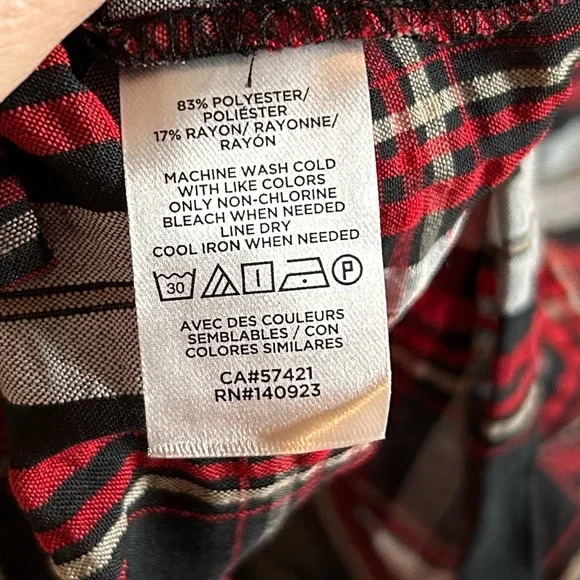 83% POLYESTER/
POLIÉSTER
17% RAYON/ RAYONNE/
RAYÓN
MACHINE WASH COLD
WITH LIKE COLORS
ONLY NON-CHLORINE
BLEACH WHEN NEEDED
LINE DRY
COOL IRON WHEN NEEDED
30 P
AVEC DES COULEURS
SEMBLABLES / CON
COLORES SIMILARES
CA#57421
RN#140923